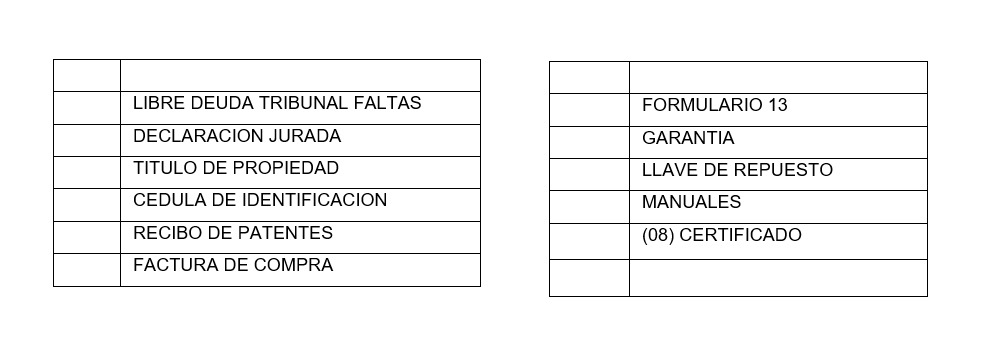 LIBRE DEUDA TRIBUNAL FALTAS
DECLARACION JURADA
TITULO DE PROPIEDAD
CEDULA DE IDENTIFICACION
RECIBO DE PATENTES
FACTURA DE COMPRA
FORMULARIO 13
GARANTIA
LLAVE DE REPUESTO
MANUALES
(08) CERTIFICADO